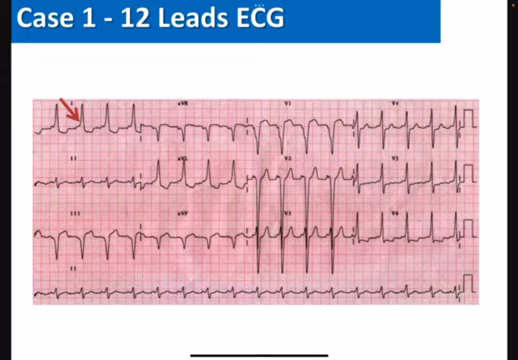 Case 1 - 12 Leads ECG
I aVR V1 V4
II aVL V2 V5
III aVF V3 V6
II